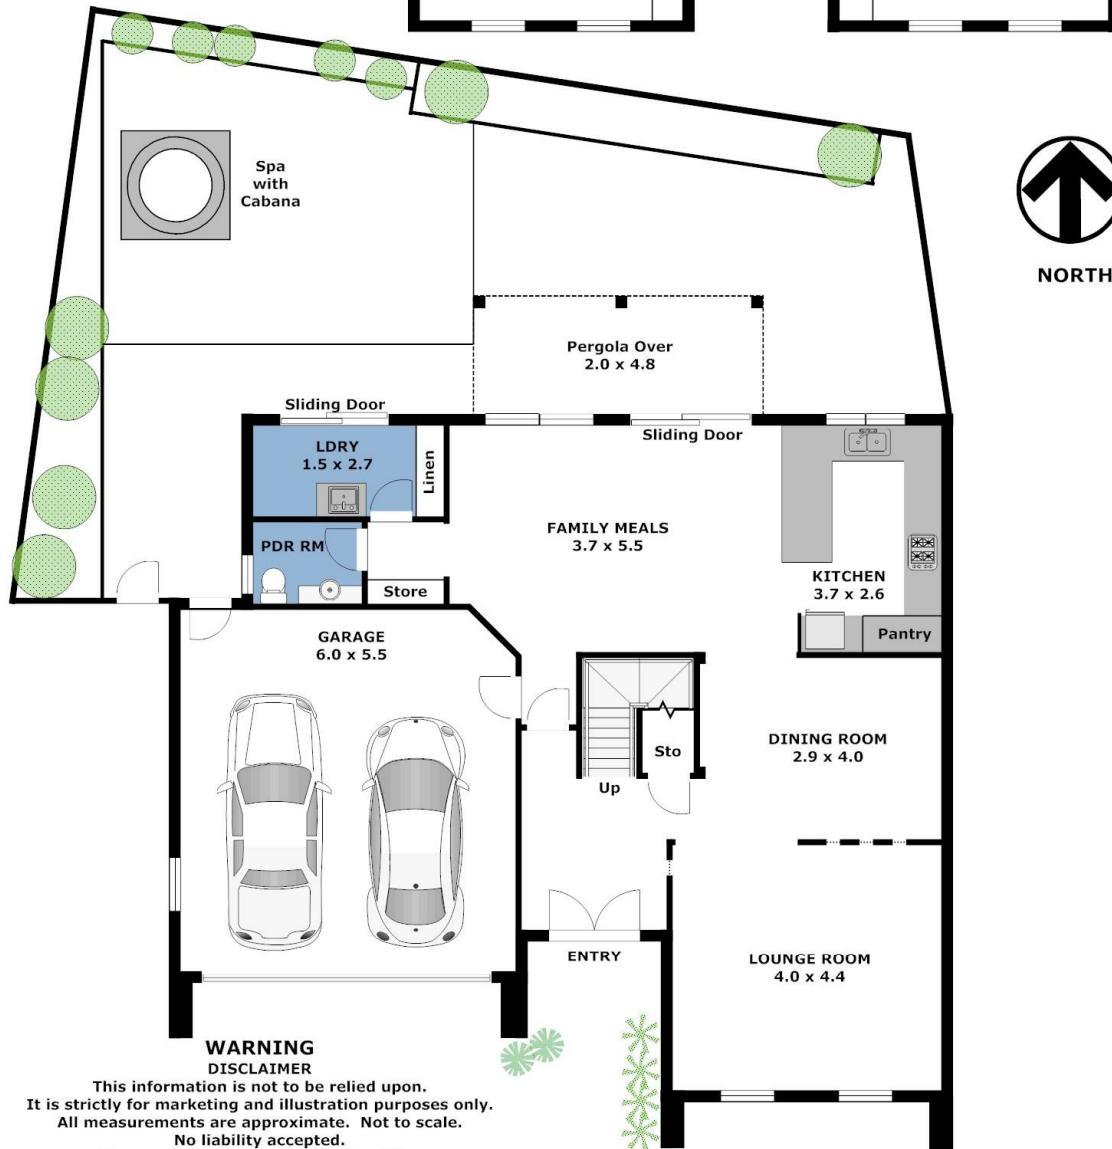 Spa
with
Cabana
NORTH
Pergola Over
2.0 x 4.8
Sliding Door
Sliding Door
LDRY
1.5 x 2.7
Linen
FAMILY MEALS
3.7 x 5.5
PDR RM
KITCHEN
3.7 x 2.6
Store
Pantry
GARAGE
6.0 x 5.5
DINING ROOM
2.9 x 4.0
Sto
Up
ENTRY
LOUNGE ROOM
4.0 x 4.4
WARNING
DISCLAIMER
This information is not to be relied upon.
It is strictly for marketing and illustration purposes only.
All measurements are approximate. Not to scale.
No liability accepted.